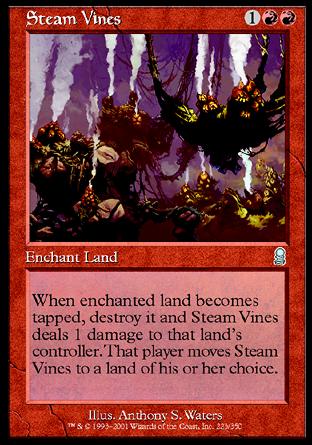 Steam Vines 1
Enchant Land
When enchanted land becomes
tapped, destroy it and Steam Vines
deals 1 damage to that land's
controller. That player moves Steam
Vines to a land of his or her choice.
Illus. Anthony S. Waters
™ & © 1993-2001 Wizards of the Coast, Inc. 223/350